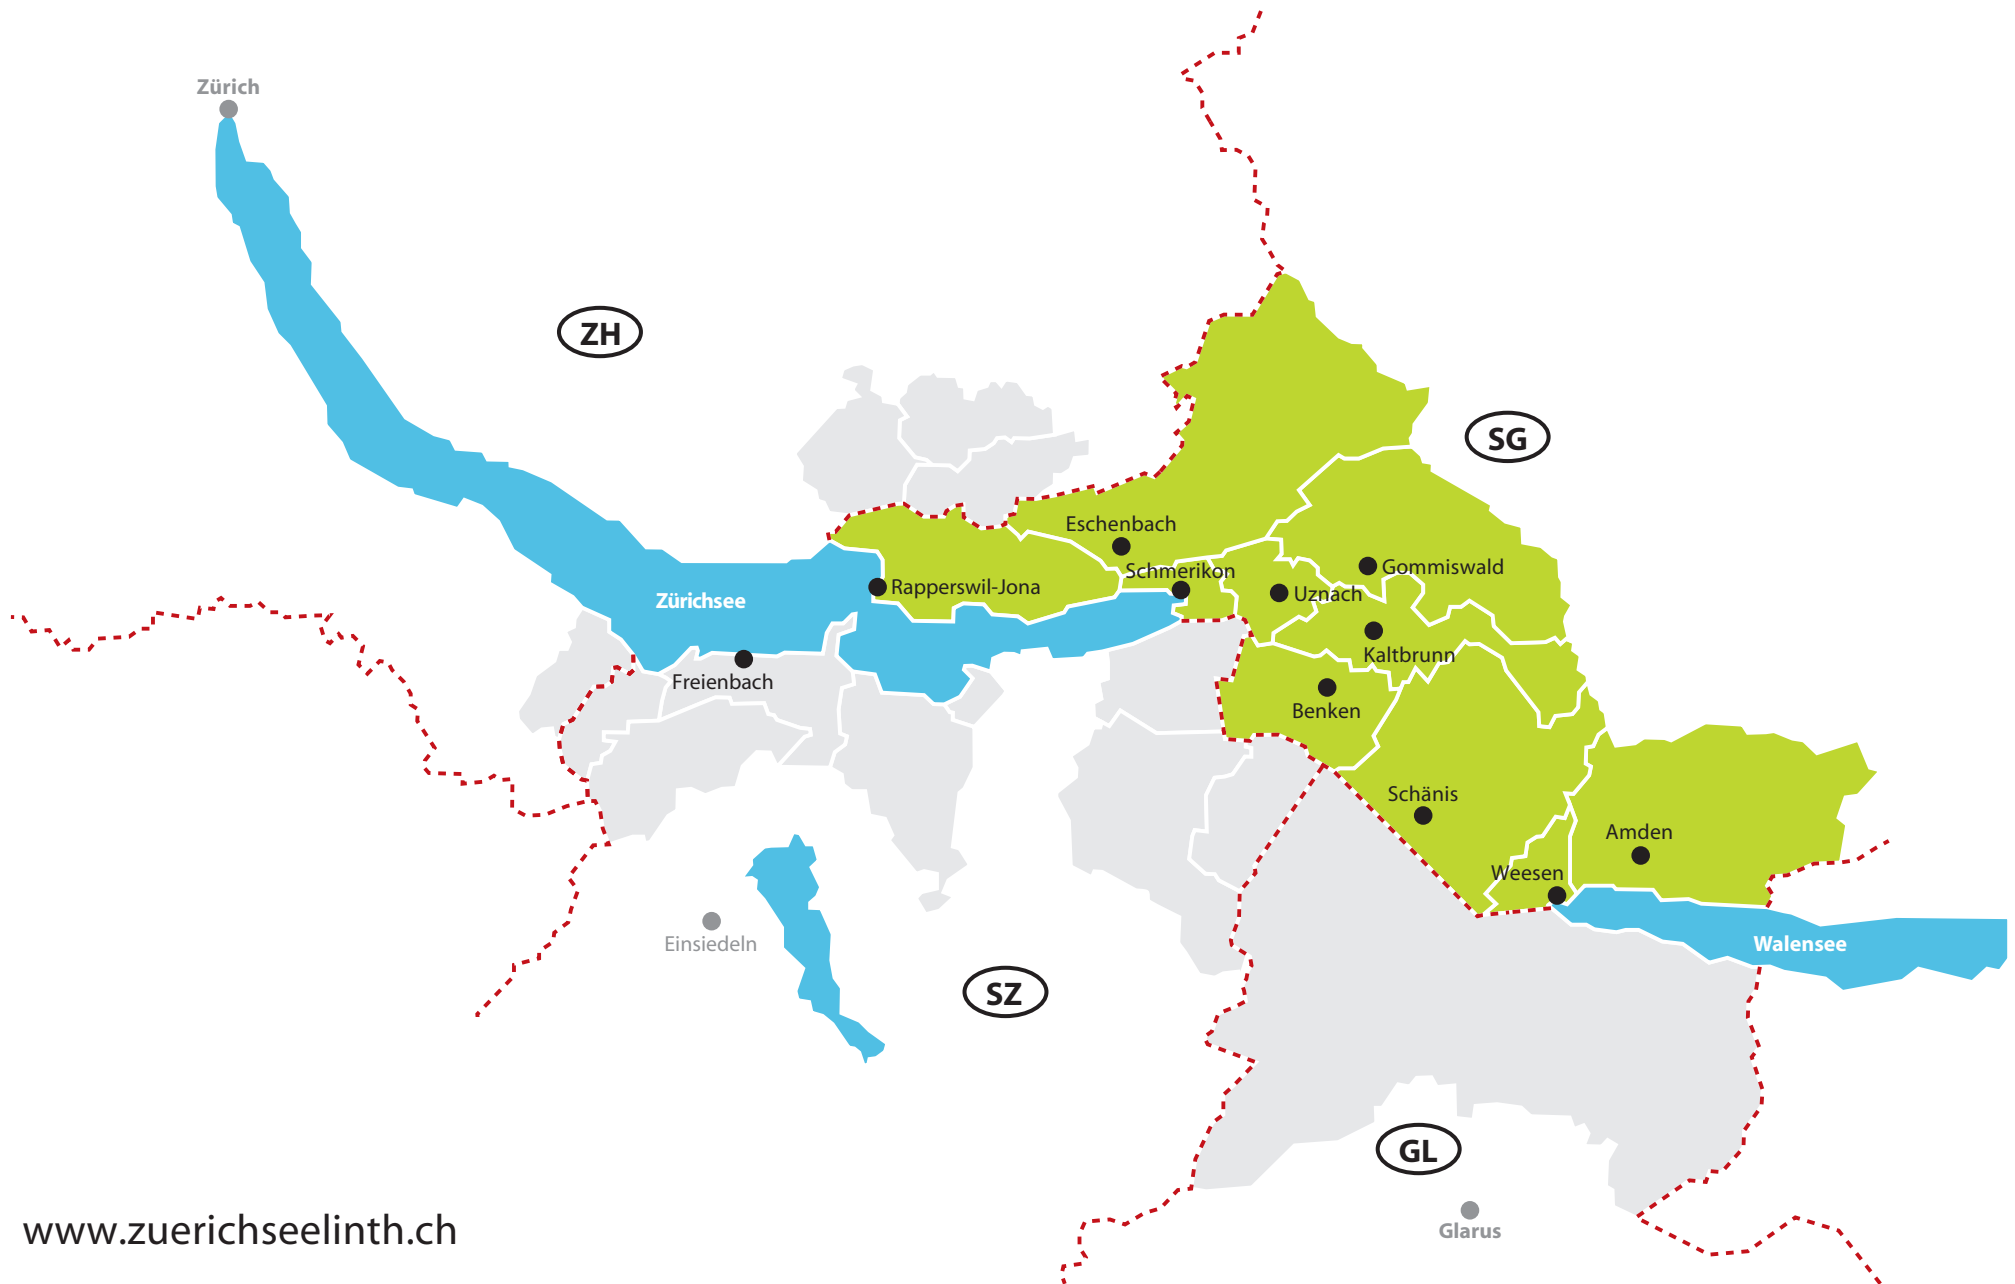 Zürich
ZH
SG
Eschenbach
Schmerikon
Gommiswald
Rapperswil-Jona
Uznach
Zürichsee
Kaltbrunn
Freienbach
Benken
Schänis
Amden
Weesen
Einsiedeln
Walensee
SZ
GL
www.zuerichseelinth.ch
Glarus